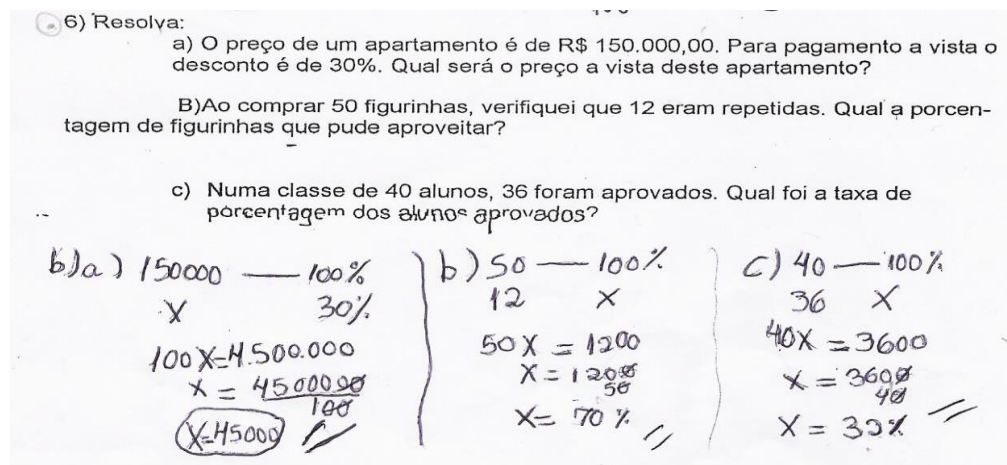 6) Resolva:
a) O preço de um apartamento é de R$ 150.000,00. Para pagamento a vista o
desconto é de 30%. Qual será o preço a vista deste apartamento?
B)Ao comprar 50 figurinhas, verifiquei que 12 eram repetidas. Qual a porcen-
tagem de figurinhas que pude aproveitar?
c) Numa classe de 40 alunos, 36 foram aprovados. Qual foi a taxa de
porcentagem dos alunos aprovados?
6)a) 150000 — 100%
X 30%
100X=4.500.000
X = 4500000
100
X=45000
b) 50 — 100%
12 X
50X = 1200
X = 1200
50
X= 70 %
c) 40 — 100%
36 X
40X = 3600
X = 3600
40